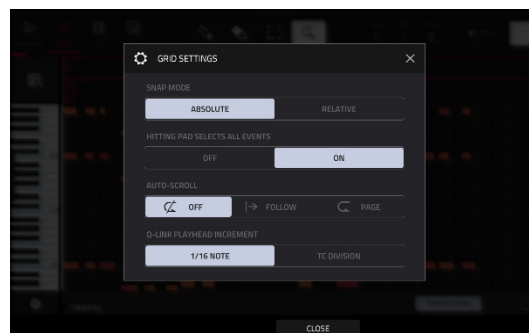 GRID SETTINGS
SNAP MODE
ABSOLUTE RELATIVE
HITTING PAD SELECTS ALL EVENTS
OFF ON
AUTO-SCROLL
OFF FOLLOW PAGE
Q-LINK PLAYHEAD INCREMENT
1/16 NOTE TC DIVISION
CLOSE